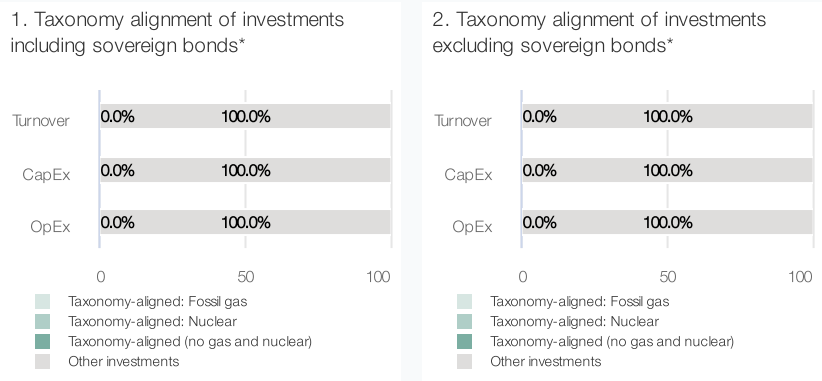 1. Taxonomy alignment of investments
including sovereign bonds*
Turnover 0.0% 100.0%
CapEx 0.0% 100.0%
OpEx 0.0% 100.0%
0 50 100
Taxonomy-aligned: Fossil gas
Taxonomy-aligned: Nuclear
Taxonomy-aligned (no gas and nuclear)
Other investments
2. Taxonomy alignment of investments
excluding sovereign bonds*
Turnover 0.0% 100.0%
CapEx 0.0% 100.0%
OpEx 0.0% 100.0%
0 50 100
Taxonomy-aligned: Fossil gas
Taxonomy-aligned: Nuclear
Taxonomy-aligned (no gas and nuclear)
Other investments